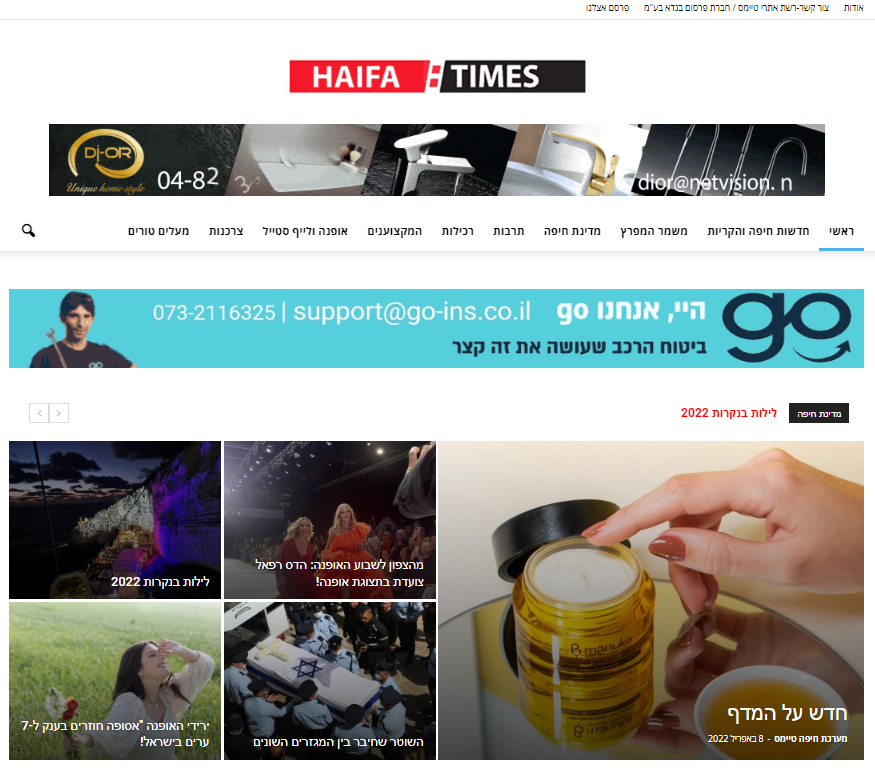 אודות צור קשר-רשת אתרי טיימס / חברת פרסום בגדא בע"מ פרסם אצלנו
HAIFA TIMES
Di-OR
Unique home style
04-82
dior@netvision. n
ראשי חדשות חיפה והקריות משמר המפרץ מדינת חיפה תרבות רכילות המקצוענים אופנה ולייף סטייל צרכנות מעלים טורים
היי, אנחנו go 073-2116325 | support@go-ins.co.il
ביטוח הרכב שעושה את זה קצר
go
מדינת חיפה לילות בנקרות 2022
manuka
חדש על המדף
מערכת חיפה טיימס - 8 באפריל 2022
מהצפון לשבוע האופנה: הדס רפאל
צועדת בתצוגת אופנה!
לילות בנקרות 2022
השוטר שחיבר בין המגזרים השונים
ירידי האופנה "אסופה חוזרים בענק ל-7
ערים בישראל!